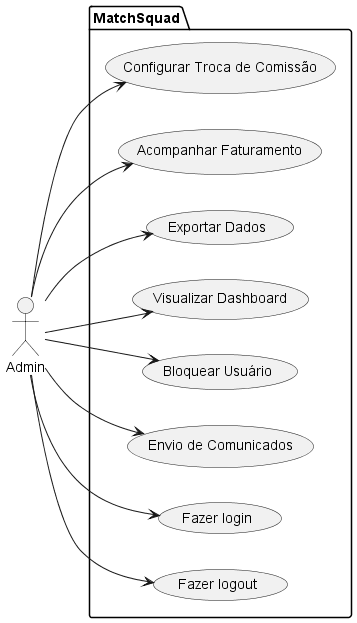 MatchSquad
Configurar Troca de Comissão
Acompanhar Faturamento
Exportar Dados
Visualizar Dashboard
Bloquear Usuário
Admin
Envio de Comunicados
Fazer login
Fazer logout